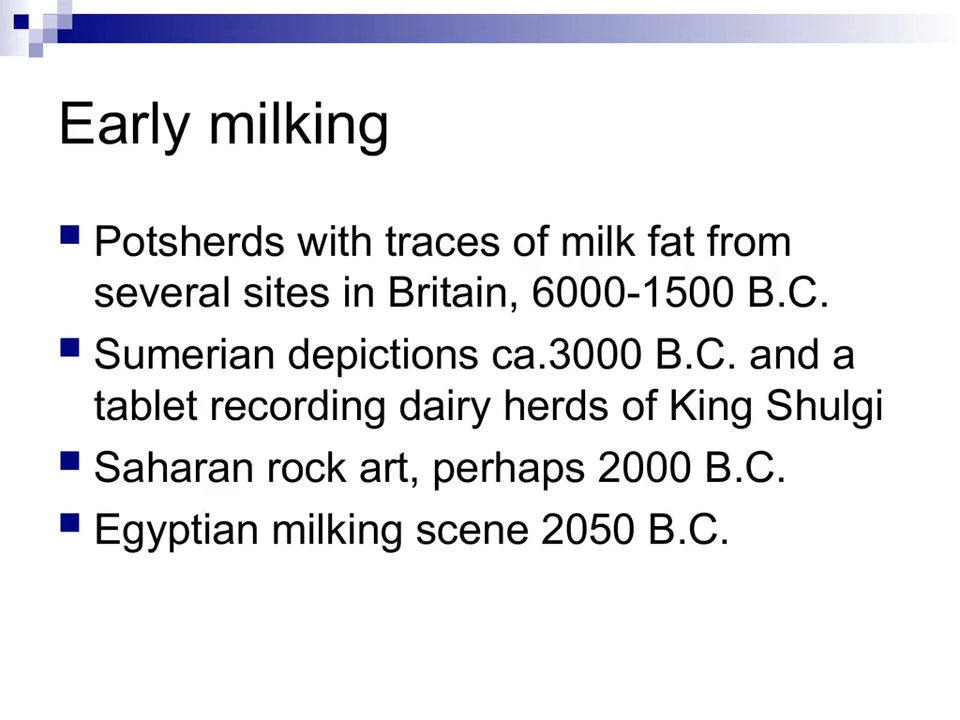 Early milking
Potsherds with traces of milk fat from
several sites in Britain, 6000-1500 B.C.
Sumerian depictions ca.3000 B.C. and a
tablet recording dairy herds of King Shulgi
Saharan rock art, perhaps 2000 B.C.
Egyptian milking scene 2050 B.C.